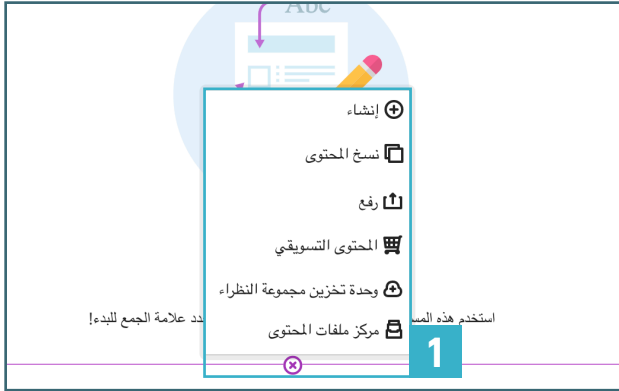 Abc
إنشاء
نسخ المحتوى
رفع
المحتوى التسويقي
وحدة تخزين مجموعة النظراء
استخدم هذه المس دد علامة الجمع للبدء!
مركز ملفات المحتوى
1